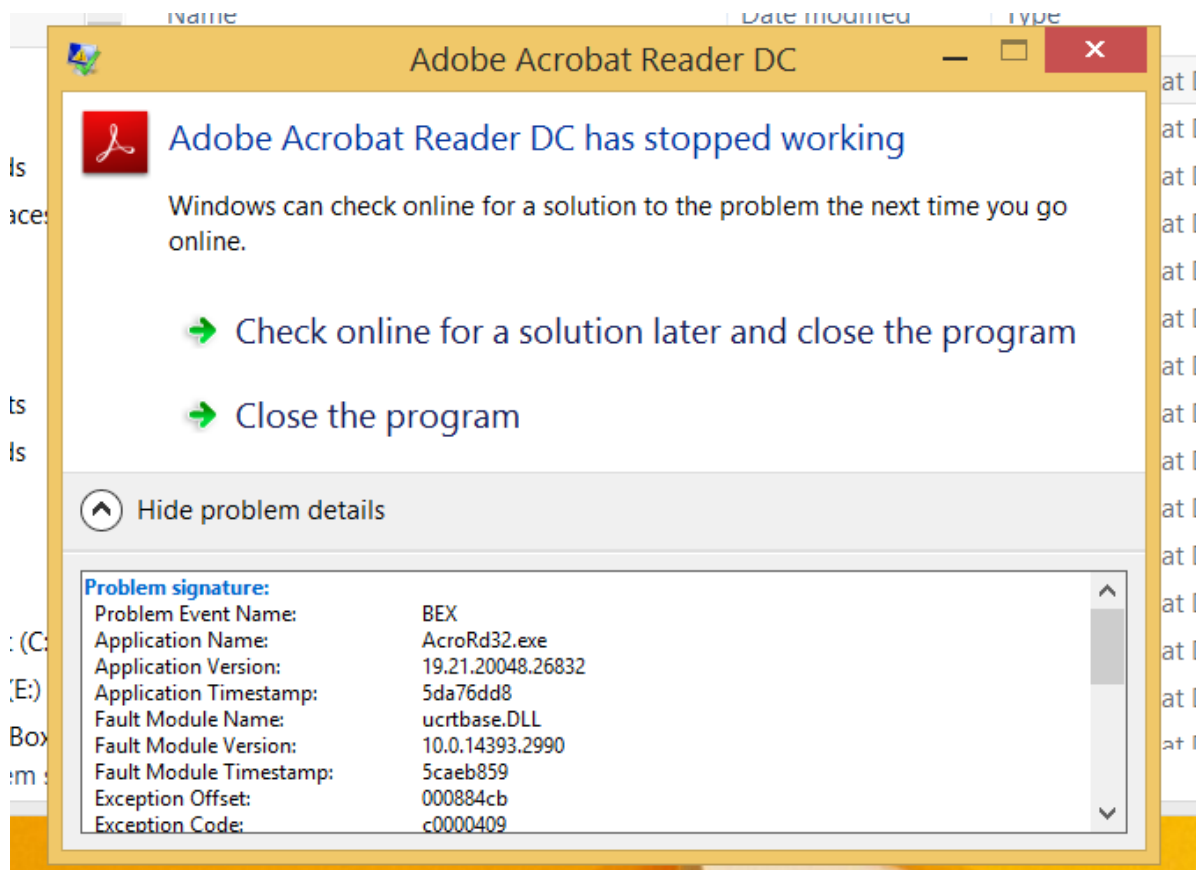 Name Date modified Type
Adobe Acrobat Reader DC
Adobe Acrobat Reader DC has stopped working
Windows can check online for a solution to the problem the next time you go
online.
Check online for a solution later and close the program
Close the program
Hide problem details
Problem signature:
Problem Event Name: BEX
Application Name: AcroRd32.exe
Application Version: 19.21.20048.26832
Application Timestamp: 5da76dd8
Fault Module Name: ucrtbase.DLL
Fault Module Version: 10.0.14393.2990
Fault Module Timestamp: 5caeb859
Exception Offset: 000884cb
Exception Code: c0000409
(E:)